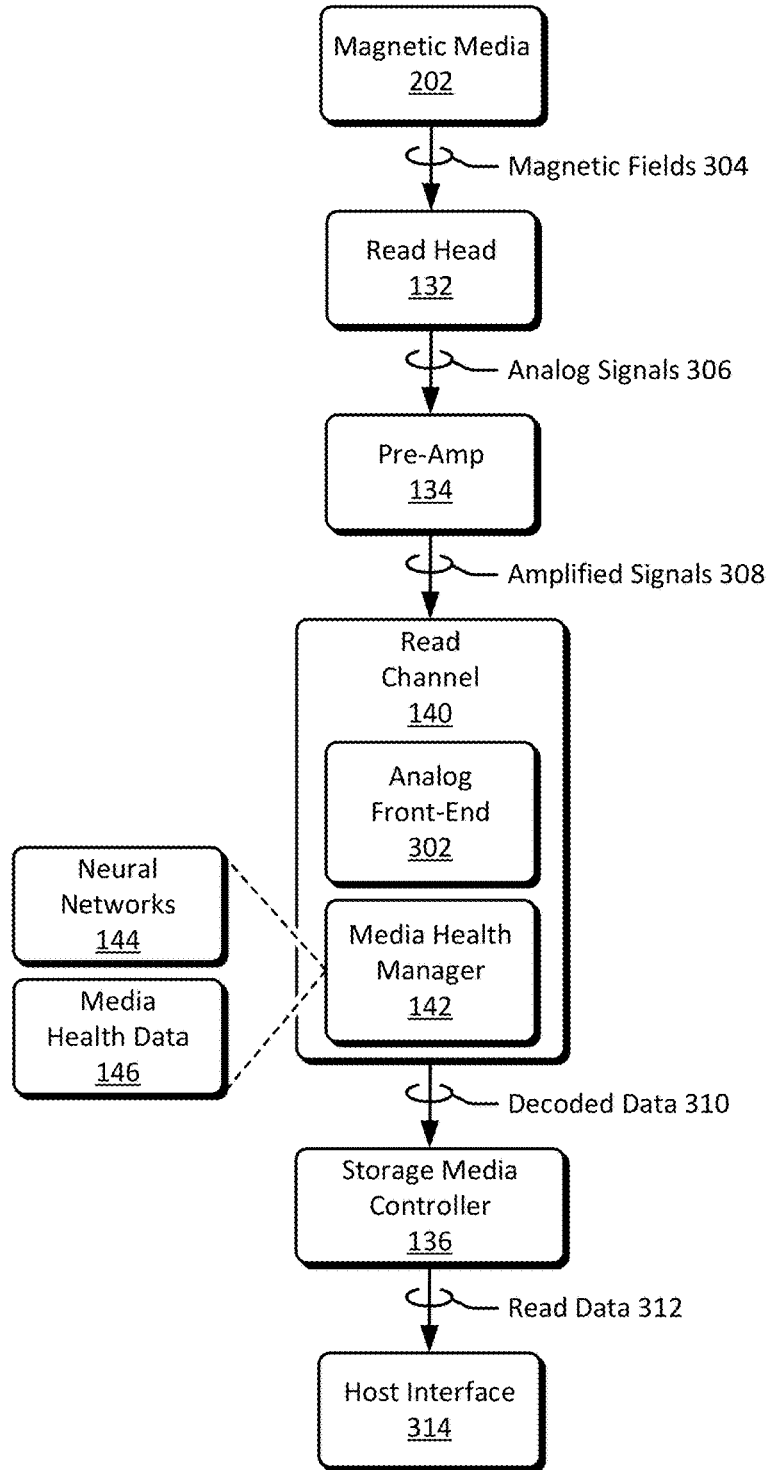 Magnetic Media
202
Magnetic Fields 304
Read Head
132
Analog Signals 306
Pre-Amp
134
Amplified Signals 308
Read
Channel
140
Analog
Front-End
302
Neural
Networks
144
Media Health
Manager
142
Media
Health Data
146
Decoded Data 310
Storage Media
Controller
136
Read Data 312
Host Interface
314